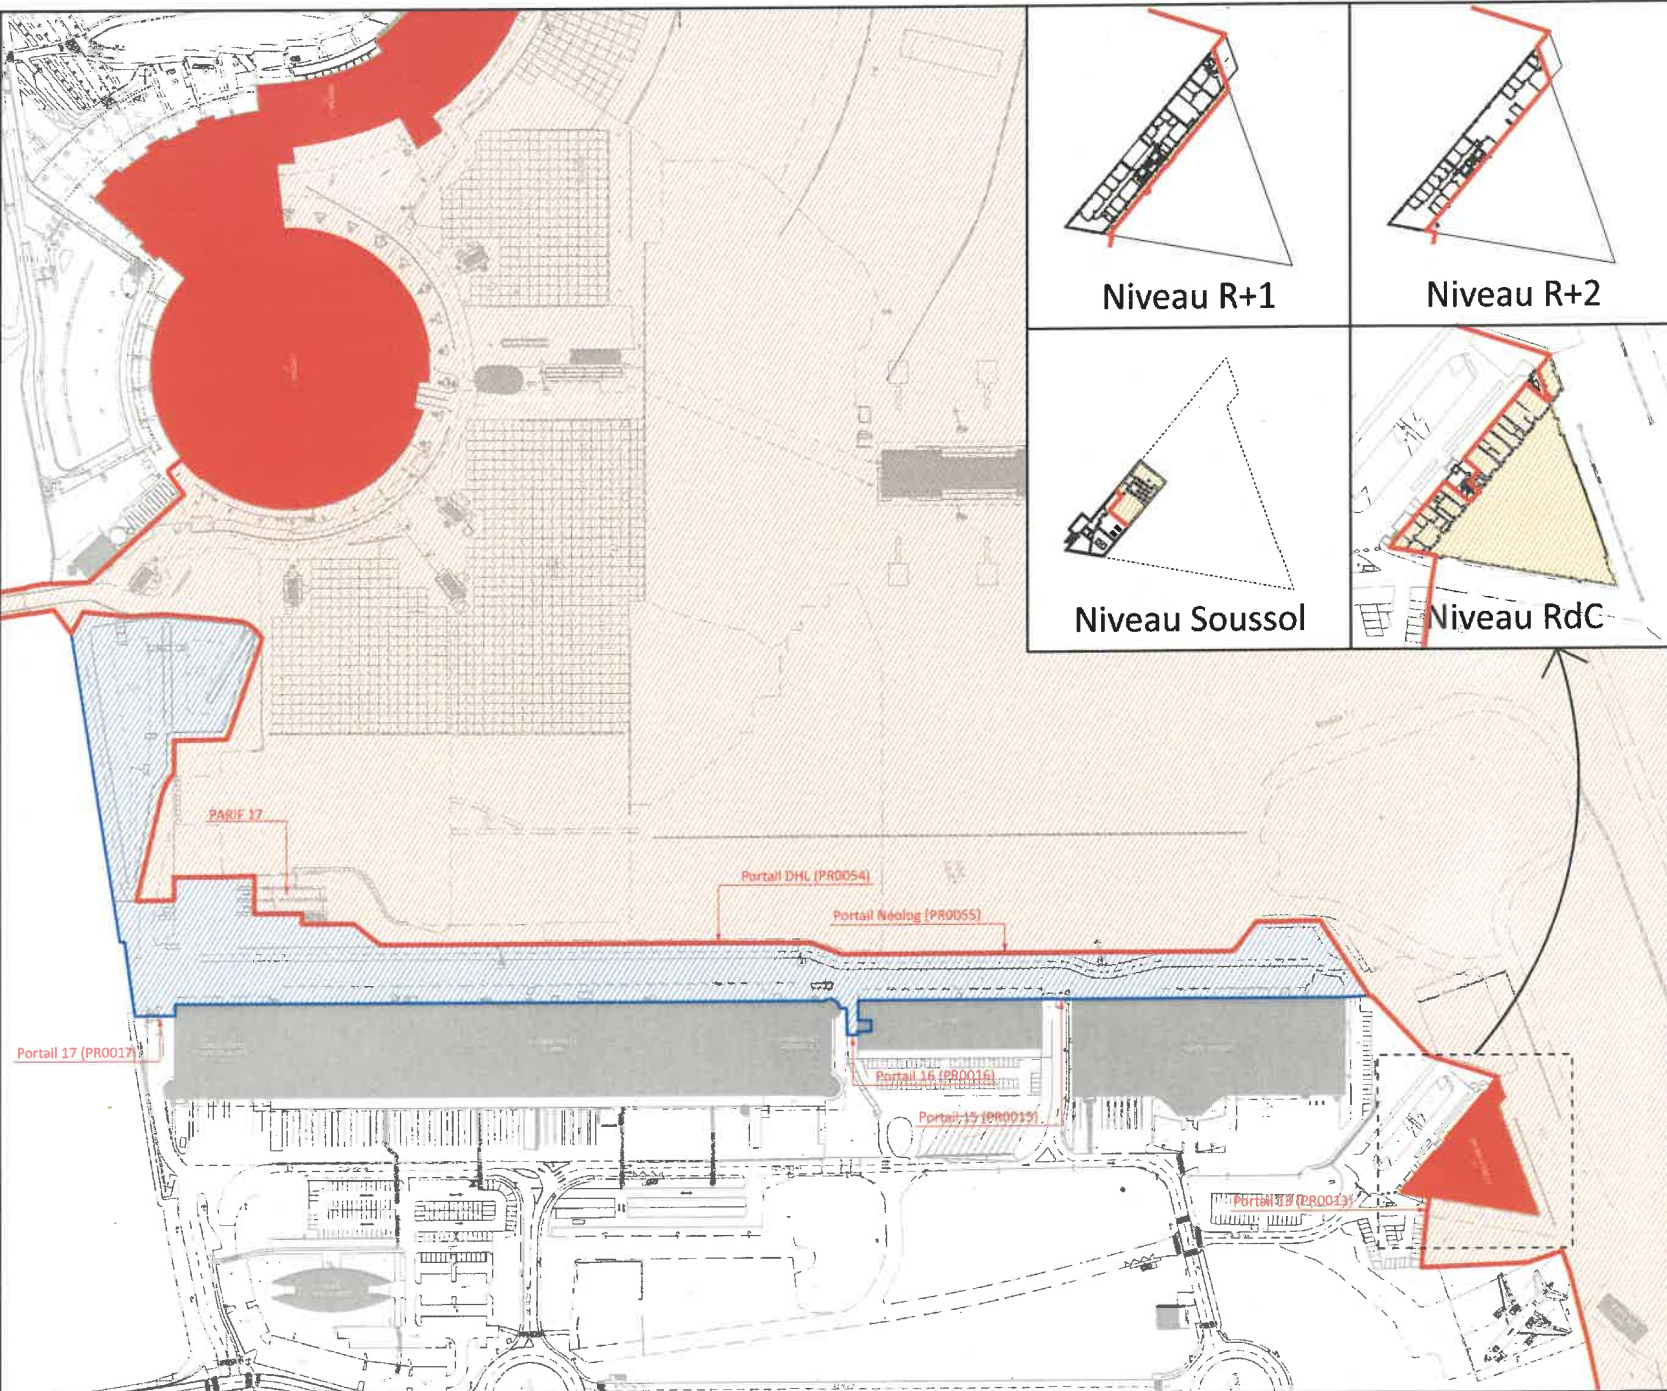 Niveau R+1
Niveau R+2
Niveau Soussol
Niveau RdC
PARIF 17
Portail DHL (PR0054)
Portail Néolog (PR0055)
Portail 17 (PR0017)
Portail 16 (PR0016)
Portail 15 (PR0015)
Portail 13 (PR0013)